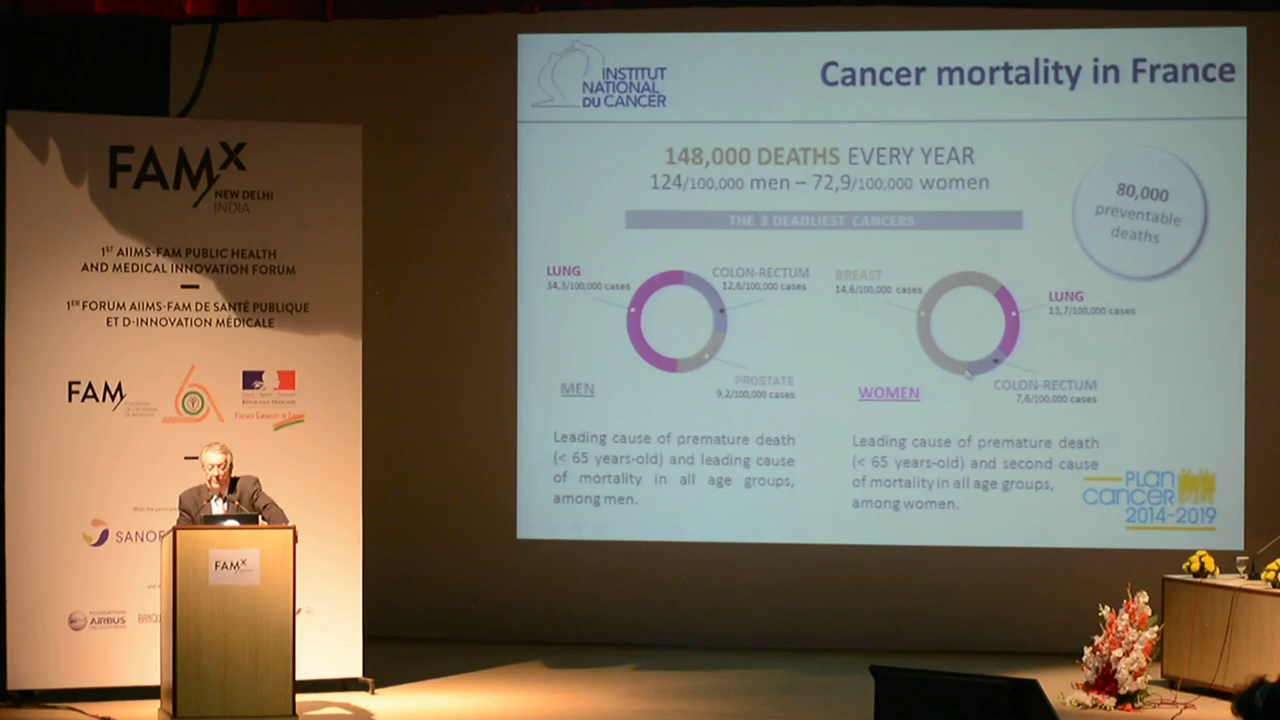 FAMx
NEW DELHI
INDIA
1ST AIIMS-FAM PUBLIC HEALTH
AND MEDICAL INNOVATION FORUM
1ER FORUM AIIMS-FAM DE SANTÉ PUBLIQUE
ET D-INNOVATION MÉDICALE
FAM
SANOF
AIRBUS
FAMx
INSTITUT
NATIONAL
DU CANCER
Cancer mortality in France
148,000 DEATHS EVERY YEAR
124/100,000 men – 72,9/100,000 women
80,000
preventable
deaths
THE 3 DEADLIEST CANCERS
LUNG
34,3/100,000 cases
COLON-RECTUM
12,6/100,000 cases
PROSTATE
9,2/100,000 cases
MEN
BREAST
14,6/100,000 cases
LUNG
13,7/100,000 cases
COLON-RECTUM
7,6/100,000 cases
WOMEN
Leading cause of premature death
(< 65 years-old) and leading cause
of mortality in all age groups,
among men.
Leading cause of premature death
(< 65 years-old) and second cause
of mortality in all age groups,
among women.
PLAN
CANCER
2014-2019